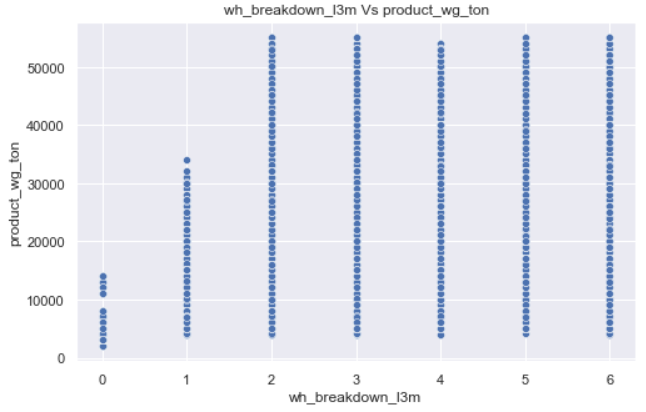 wh_breakdown_l3m Vs product_wg_ton
product_wg_ton
50000
40000
30000
20000
10000
0
0 1 2 3 4 5 6
wh_breakdown_l3m